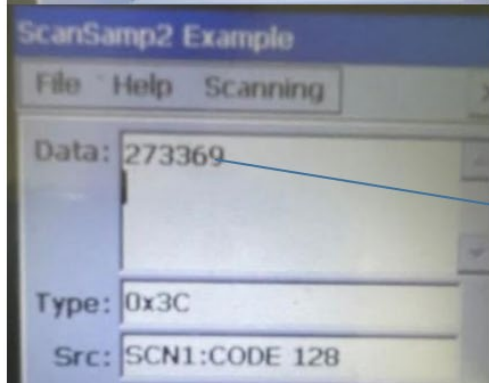 ScanSamp2 Example
File Help Scanning
Data: 273369
Type: 0x3C
Src: SCN1:CODE 128